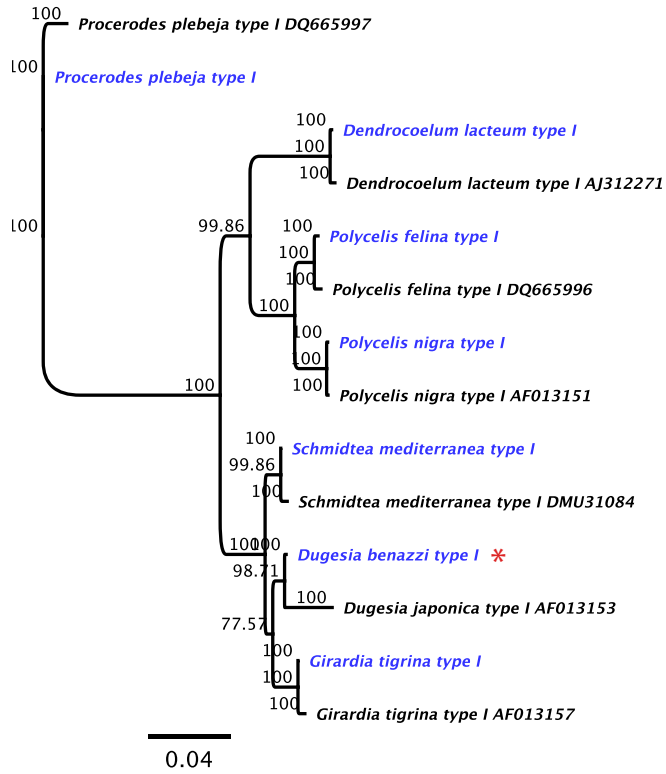 100
Procerodes plebeja type I DQ665997
100
Procerodes plebeja type I
100
Dendrocoelum lacteum type I
100
100
Dendrocoelum lacteum type I AJ312271
100
99.86
100
Polycelis felina type I
100
100
Polycelis felina type I DQ665996
100
100
Polycelis nigra type I
100
100
Polycelis nigra type I AF013151
100
100
Schmidtea mediterranea type I
99.86
100
Schmidtea mediterranea type I DMU31084
100
100
Dugesia benazzi type I *
98.71
100
Dugesia japonica type I AF013153
77.57
100
Girardia tigrina type I
100
100
Girardia tigrina type I AF013157
0.04